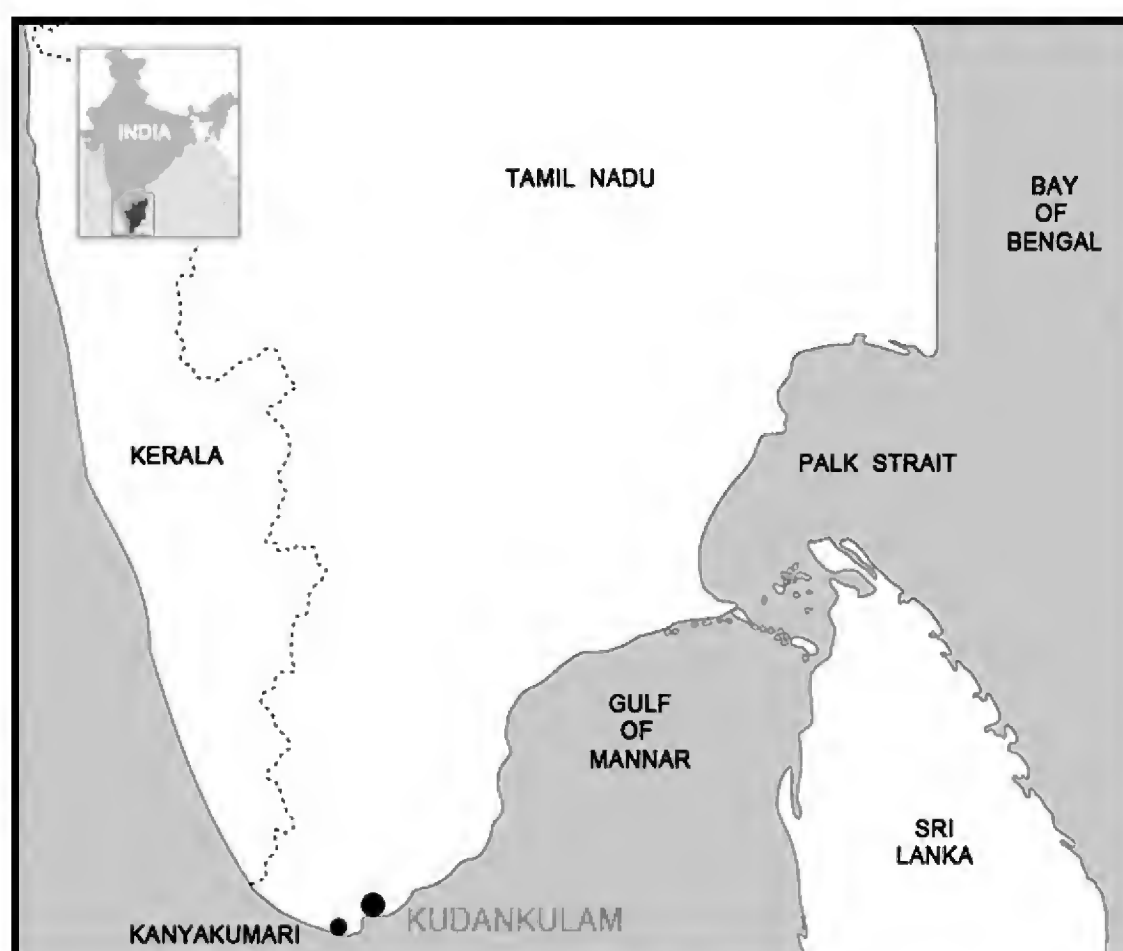 INDIA
TAMIL NADU
BAY
OF
BENGAL
KERALA
PALK STRAIT
GULF
OF
MANNAR
SRI
LANKA
KUDANKULAM
KANYAKUMARI